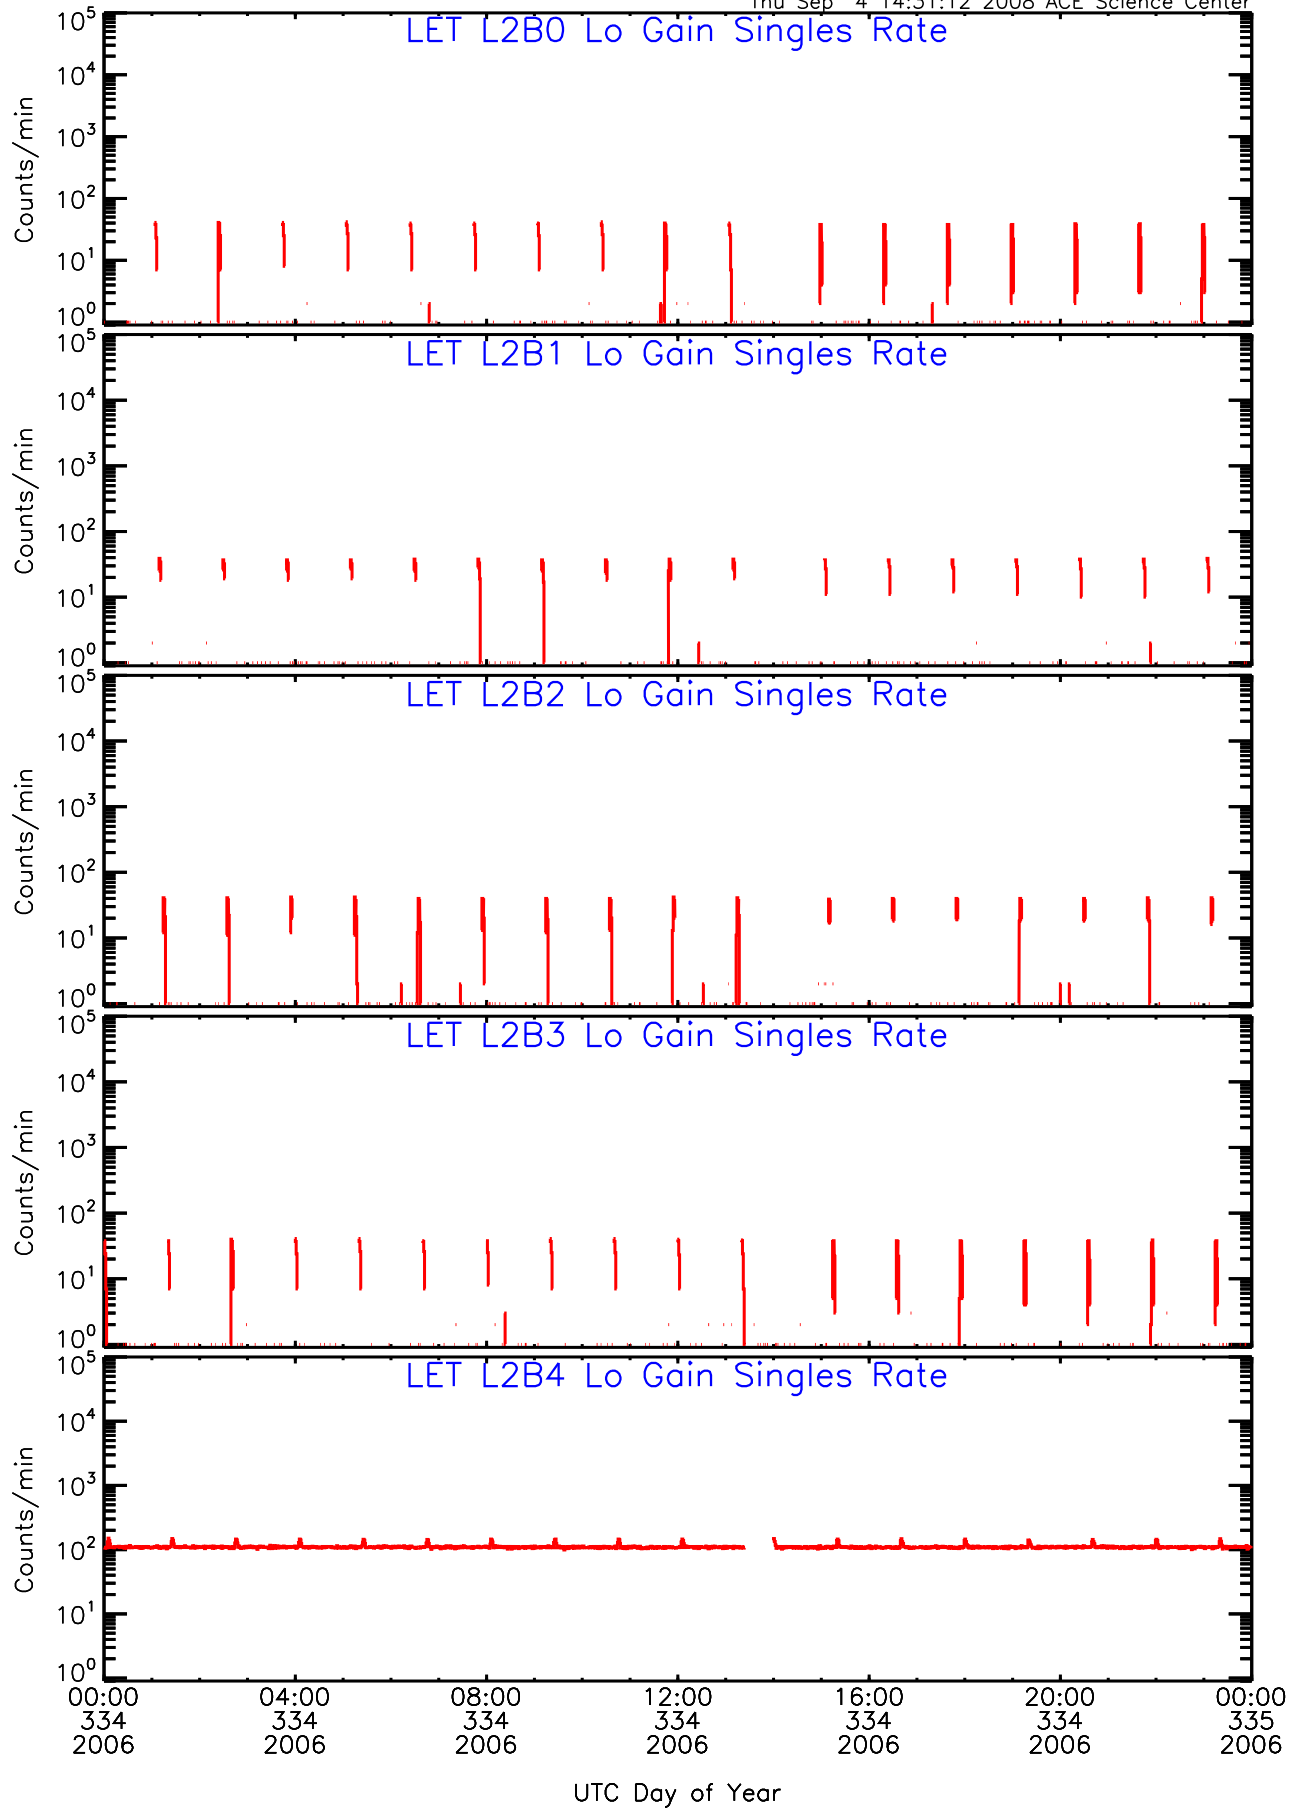 Thu Sep 4 14:31:12 2008 ACE Science Center
LET L2B0 Lo Gain Singles Rate
10^5
10^4
10^3
10^2
10^1
10^0
Counts/min
LET L2B1 Lo Gain Singles Rate
10^5
10^4
10^3
10^2
10^1
10^0
Counts/min
LET L2B2 Lo Gain Singles Rate
10^5
10^4
10^3
10^2
10^1
10^0
Counts/min
LET L2B3 Lo Gain Singles Rate
10^5
10^4
10^3
10^2
10^1
10^0
Counts/min
LET L2B4 Lo Gain Singles Rate
10^5
10^4
10^3
10^2
10^1
10^0
Counts/min
00:00 04:00 08:00 12:00 16:00 20:00 00:00
334 334 334 334 334 334 335
2006 2006 2006 2006 2006 2006 2006
UTC Day of Year